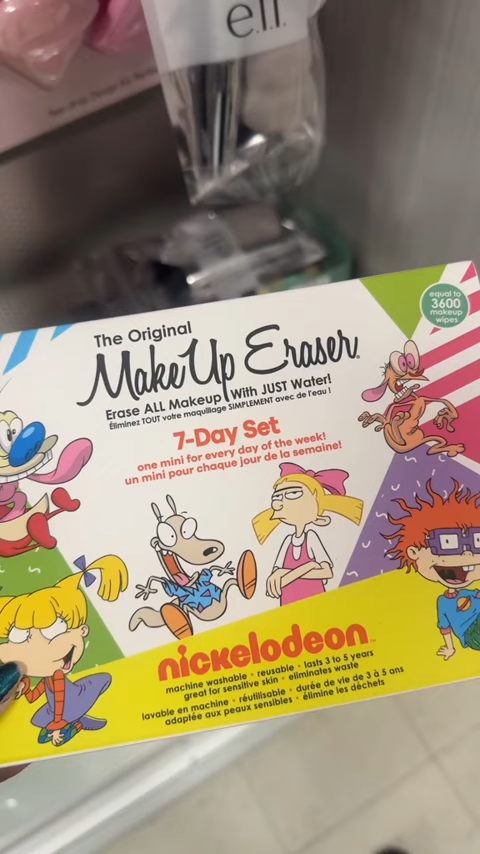 e.l.f.
equal to
3600
makeup
wipes
The Original
MakeUp Eraser®
Erase ALL Makeup With JUST Water!
Éliminez TOUT votre maquillage SIMPLEMENT avec de l'eau !
7-Day Set
one mini for every day of the week!
un mini pour chaque jour de la semaine!
nickelodeon™
machine washable • reusable • lasts 3 to 5 years
great for sensitive skin • eliminates waste
lavable en machine • réutilisable • durée de vie de 3 à 5 ans
adaptée aux peaux sensibles • élimine les déchets